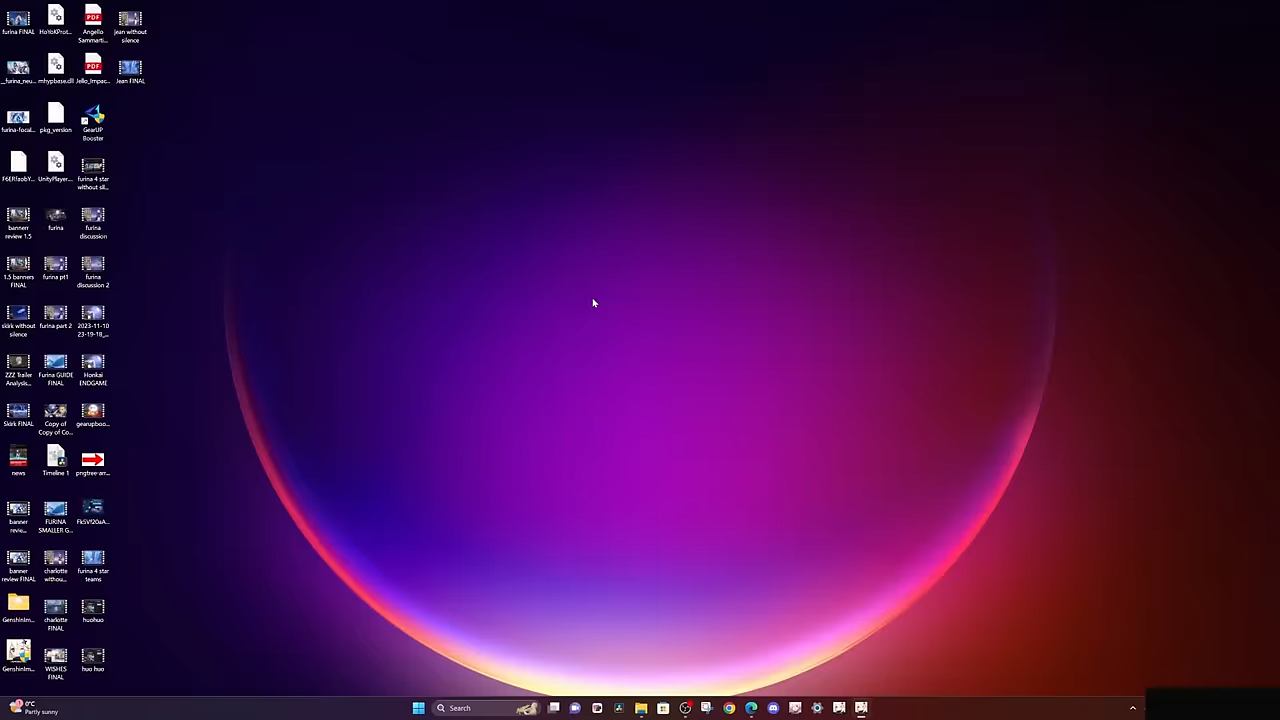 furina FINAL
HoYoKProt...
Angello
Sammarti...
jean without
silence
__furina_neu...
mhypbase.dll
Jello_Impac...
Jean FINAL
furina-focal...
pkg_version
GearUP
Booster
UnityPlayer...
furina 4 star
without sil...
bannerr
review 1.5
furina
furina
discussion
1.5 banners
FINAL
furina pt1
furina
discussion 2
skirk without
silence
furina part 2
2023-11-10
23-19-18_...
ZZZ Trailer
Analysis...
Furina GUIDE
FINAL
Honkai
ENDGAME
Skirk FINAL
Copy of
Copy of Co...
gearupboo...
news
Timeline 1
pngtree-arr...
banner
revie...
FURINA
SMALLER G...
banner
review FINAL
charlotte
withou...
furina 4 star
teams
GenshinIm...
charlotte
FINAL
huohuo
GenshinIm...
WISHES
FINAL
huo huo
0°C
Partly sunny
Search